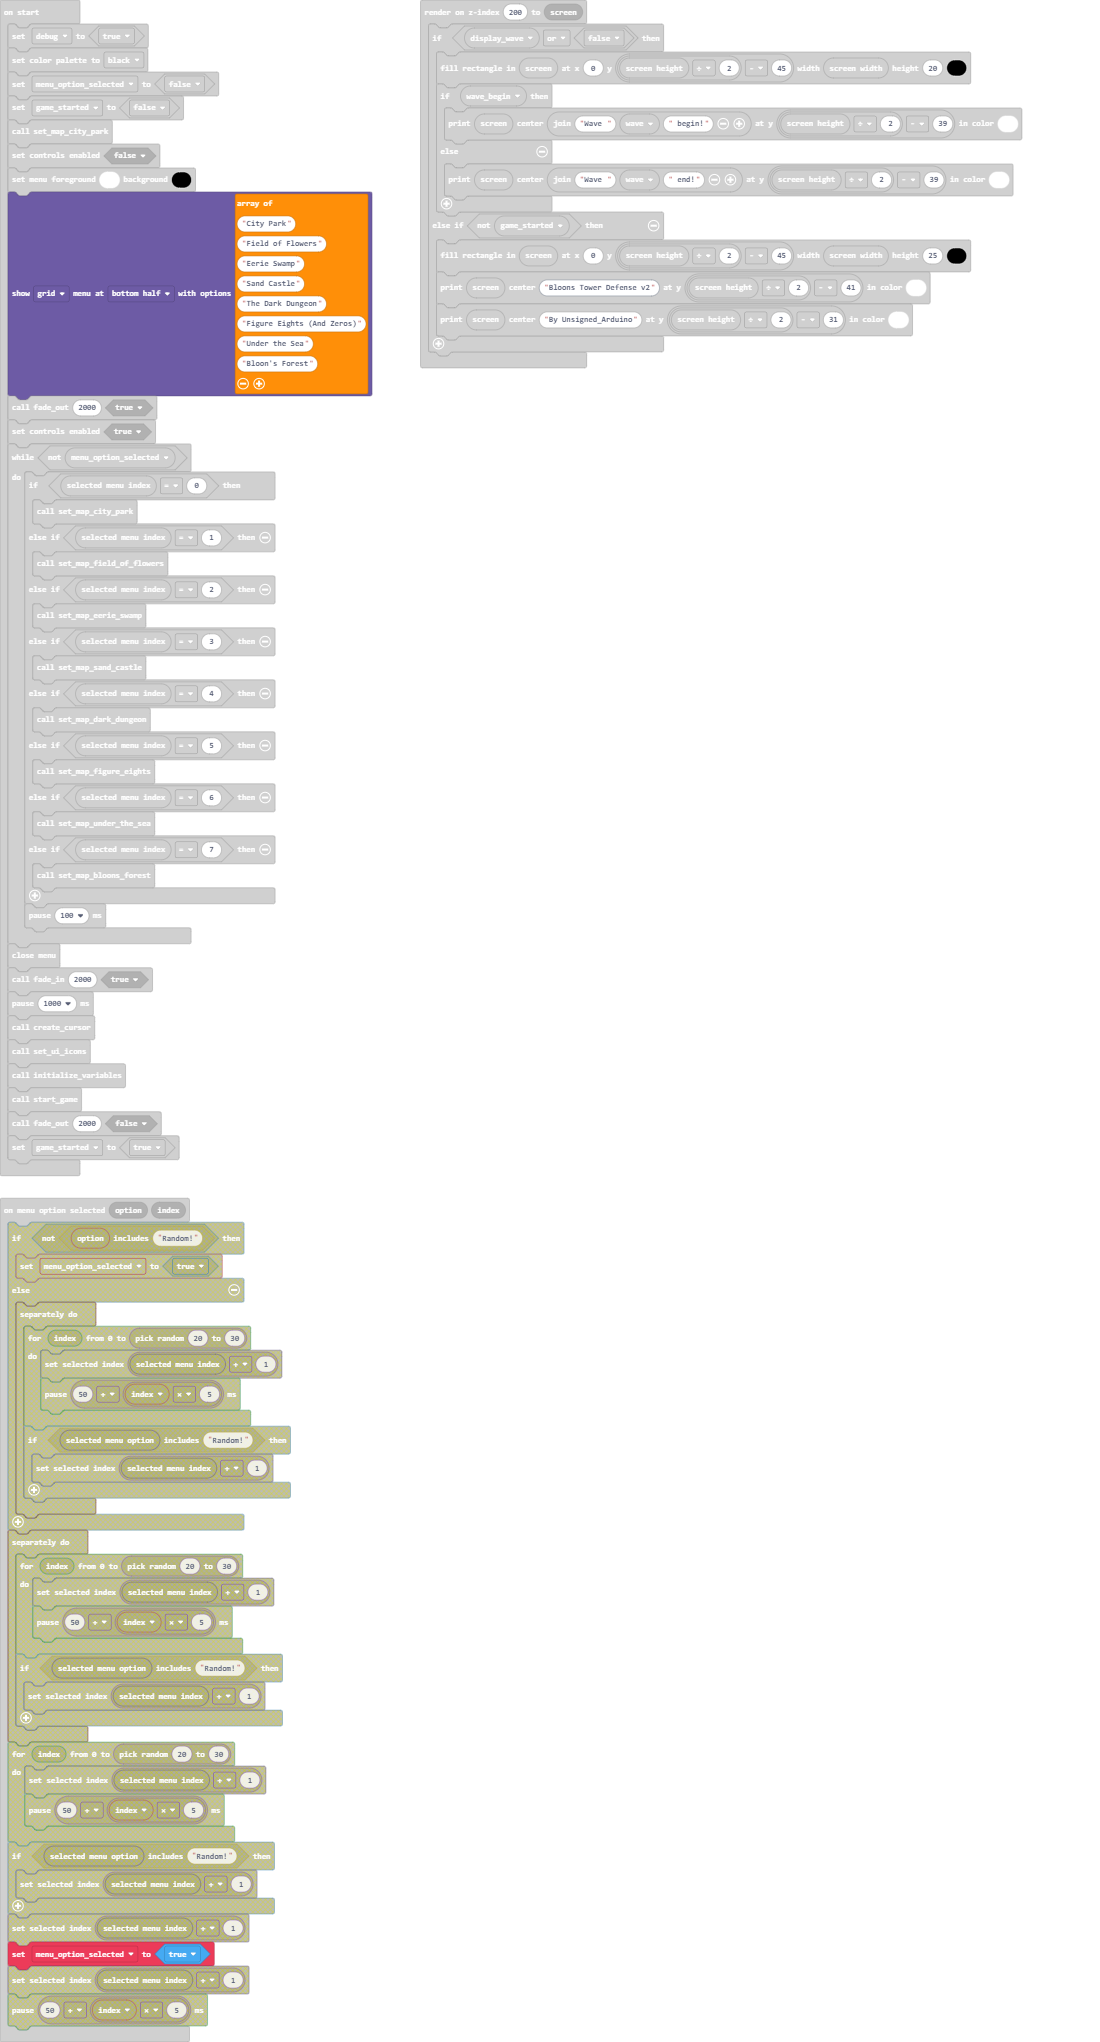 on start
set debug to true
set color palette to black
set menu_option_selected to false
set game_started to false
call set_map_city_park
set controls enabled false
set menu foreground background
show grid menu at bottom half with options
array of
"City Park"
"Field of Flowers"
"Eerie Swamp"
"Sand Castle"
"The Dark Dungeon"
"Figure Eights (And Zeros)"
"Under the Sea"
"Bloon's Forest"
call fade_out 2000 true
set controls enabled true
while not menu_option_selected
do if selected menu index = 0 then
call set_map_city_park
else if selected menu index = 1 then
call set_map_field_of_flowers
else if selected menu index = 2 then
call set_map_eerie_swamp
else if selected menu index = 3 then
call set_map_sand_castle
else if selected menu index = 4 then
call set_map_dark_dungeon
else if selected menu index = 5 then
call set_map_figure_eights
else if selected menu index = 6 then
call set_map_under_the_sea
else if selected menu index = 7 then
call set_map_bloons_forest
pause 100 ms
close menu
call fade_in 2000 true
pause 1000 ms
call create_cursor
call set_ui_icons
call initialize_variables
call start_game
call fade_out 2000 false
set game_started to true
render on z-index 200 to screen
if display_wave or false then
fill rectangle in screen at x 0 y screen height ÷ 2 - 45 width screen width height 20
if wave_begin then
print screen center join "Wave " wave " begin!" at y screen height ÷ 2 - 39 in color
else
print screen center join "Wave " wave " end!" at y screen height ÷ 2 - 39 in color
else if not game_started then
fill rectangle in screen at x 0 y screen height ÷ 2 - 45 width screen width height 25
print screen center "Bloons Tower Defense v2" at y screen height ÷ 2 - 41 in color
print screen center "By Unsigned_Arduino" at y screen height ÷ 2 - 31 in color
on menu option selected option index
if not option includes "Random!" then
set menu_option_selected to true
else
separately do
for index from 0 to pick random 20 to 30
do set selected index selected menu index + 1
pause 50 + index × 5 ms
if selected menu option includes "Random!" then
set selected index selected menu index + 1
separately do
for index from 0 to pick random 20 to 30
do set selected index selected menu index + 1
pause 50 + index × 5 ms
if selected menu option includes "Random!" then
set selected index selected menu index + 1
for index from 0 to pick random 20 to 30
do set selected index selected menu index + 1
pause 50 + index × 5 ms
if selected menu option includes "Random!" then
set selected index selected menu index + 1
set selected index selected menu index + 1
set menu_option_selected to true
set selected index selected menu index + 1
pause 50 + index × 5 ms